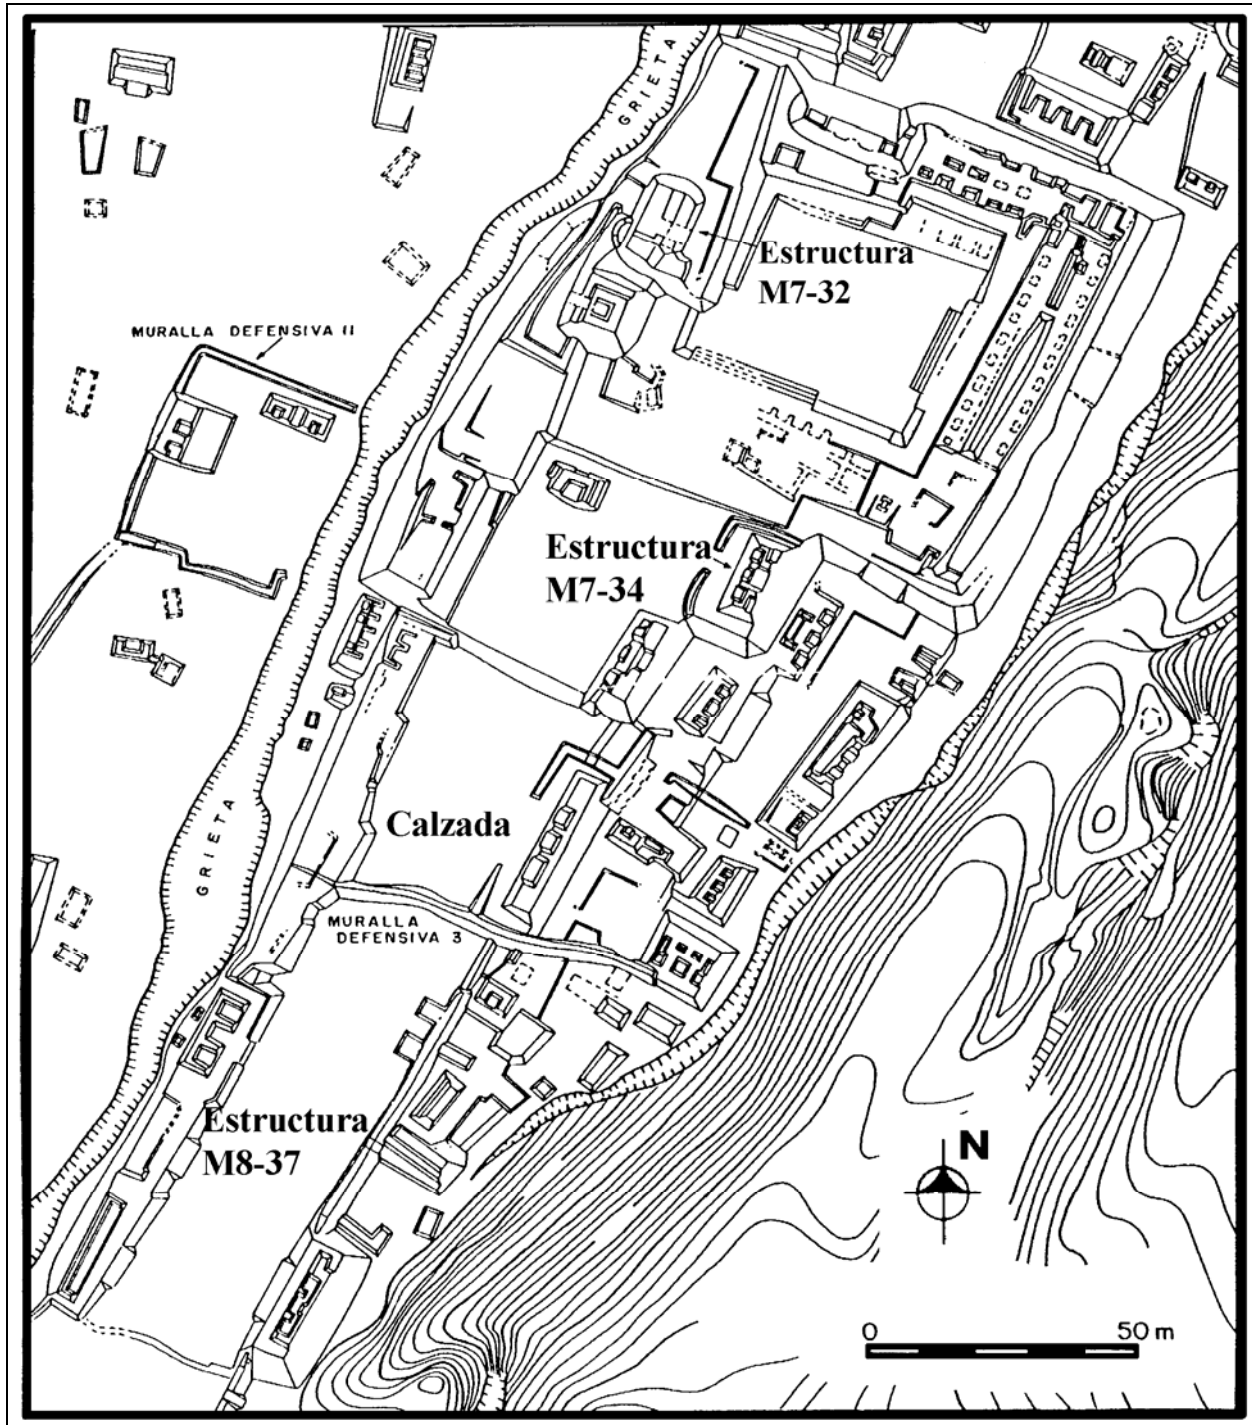 GRIETA
Estructura
M7-32
MURALLA DEFENSIVA 11
Estructura
M7-34
GRIETA
Calzada
MURALLA
DEFENSIVA 3
Estructura
M8-37
N
0 50 m